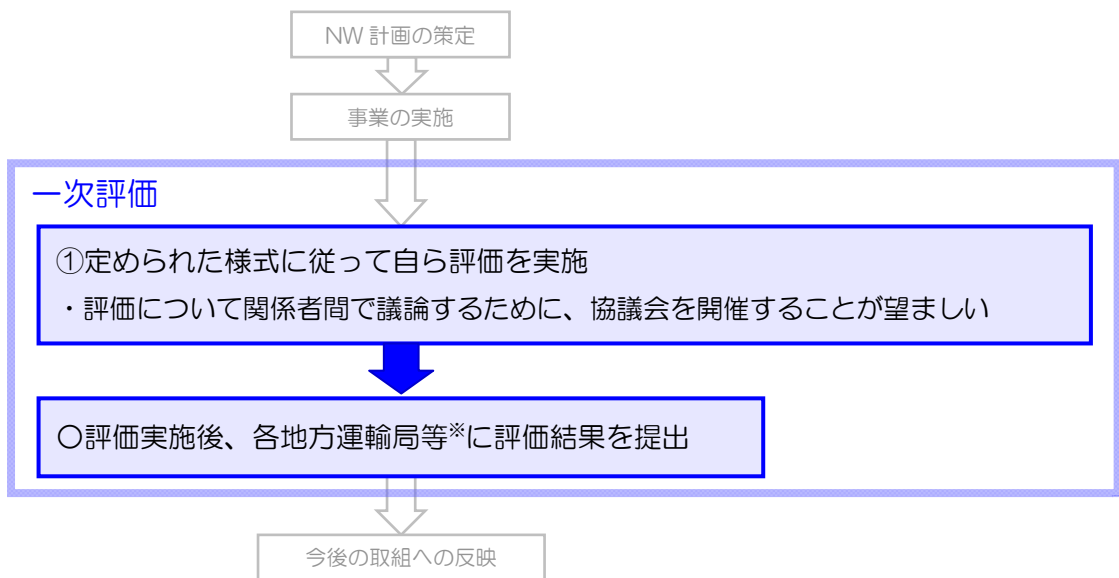 NW 計画の策定
事業の実施
一次評価
①定められた様式に従って自ら評価を実施
・評価について関係者間で議論するために、協議会を開催することが望ましい
〇評価実施後、各地方運輸局等※に評価結果を提出
今後の取組への反映